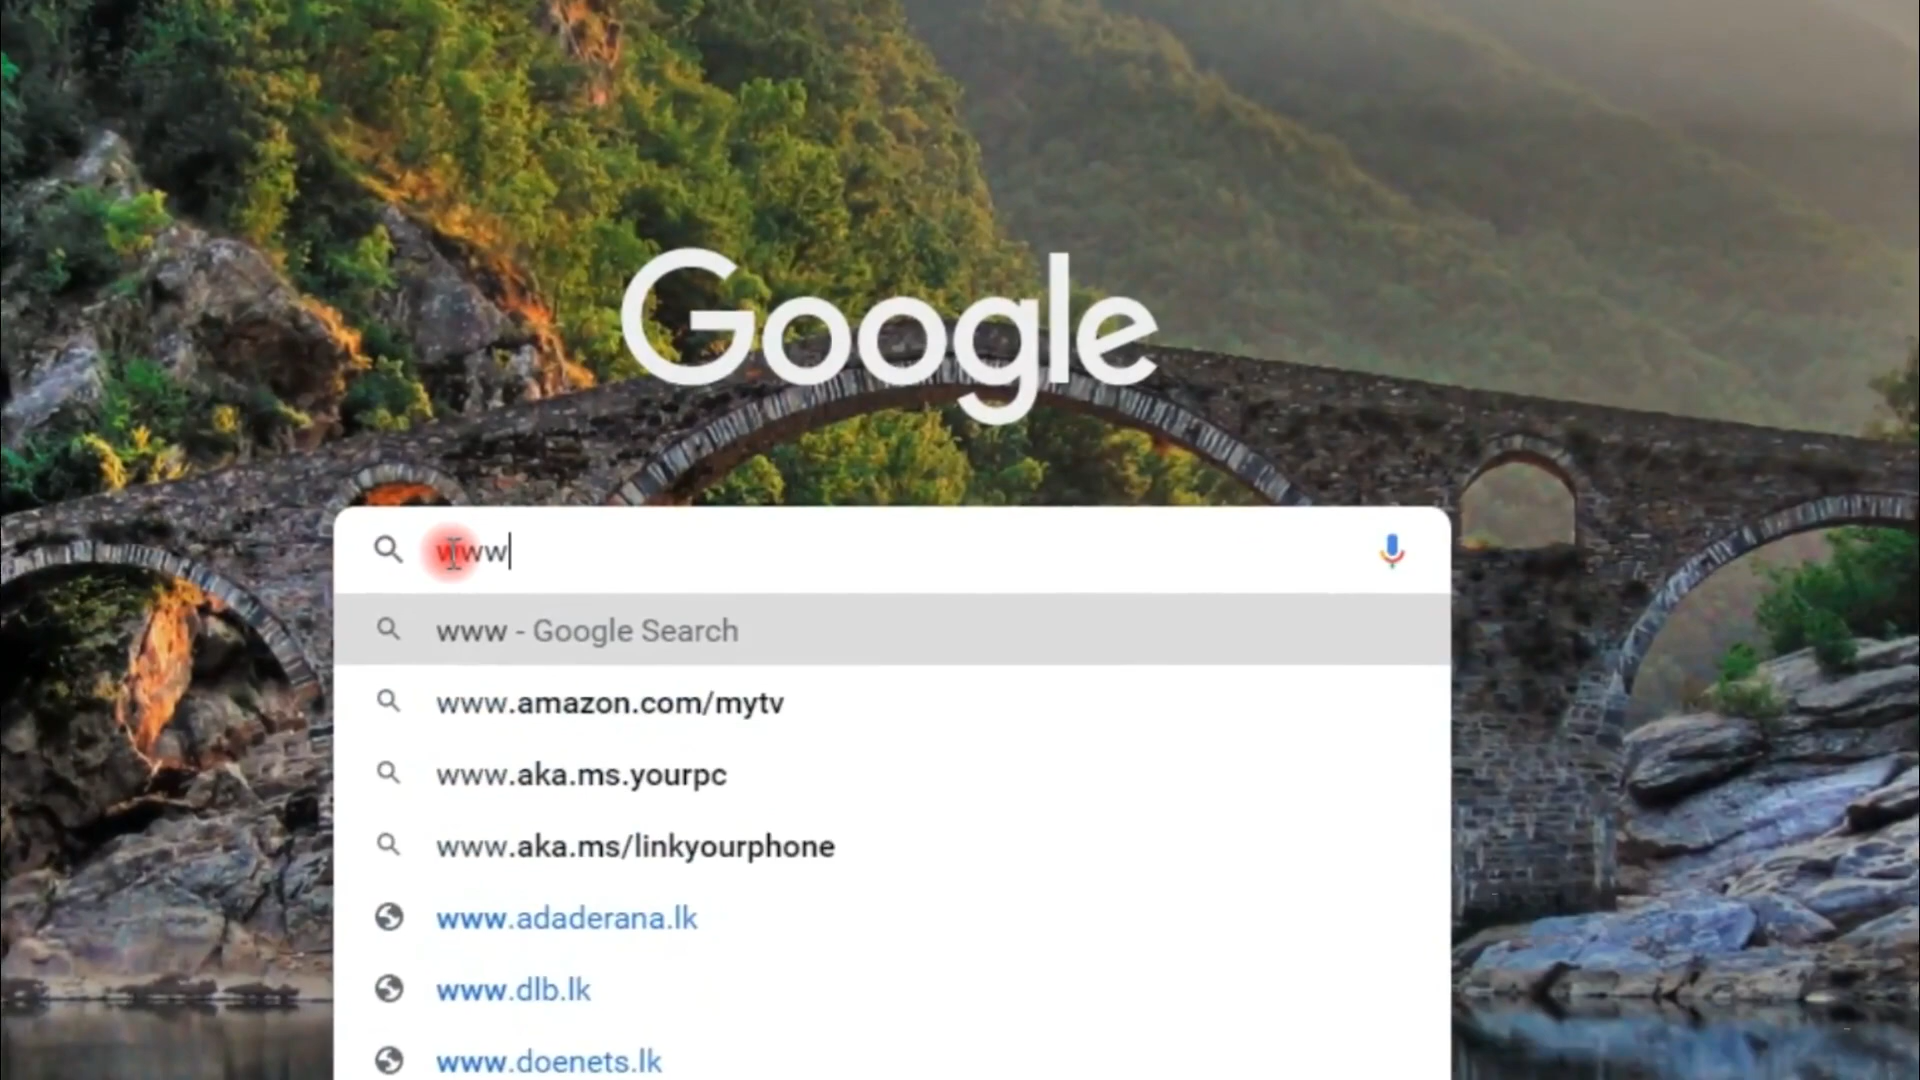 Google
www
www - Google Search
www.amazon.com/mytv
www.aka.ms.yourpc
www.aka.ms/linkyourphone
www.adaderana.lk
www.dlb.lk
www.doenets.lk